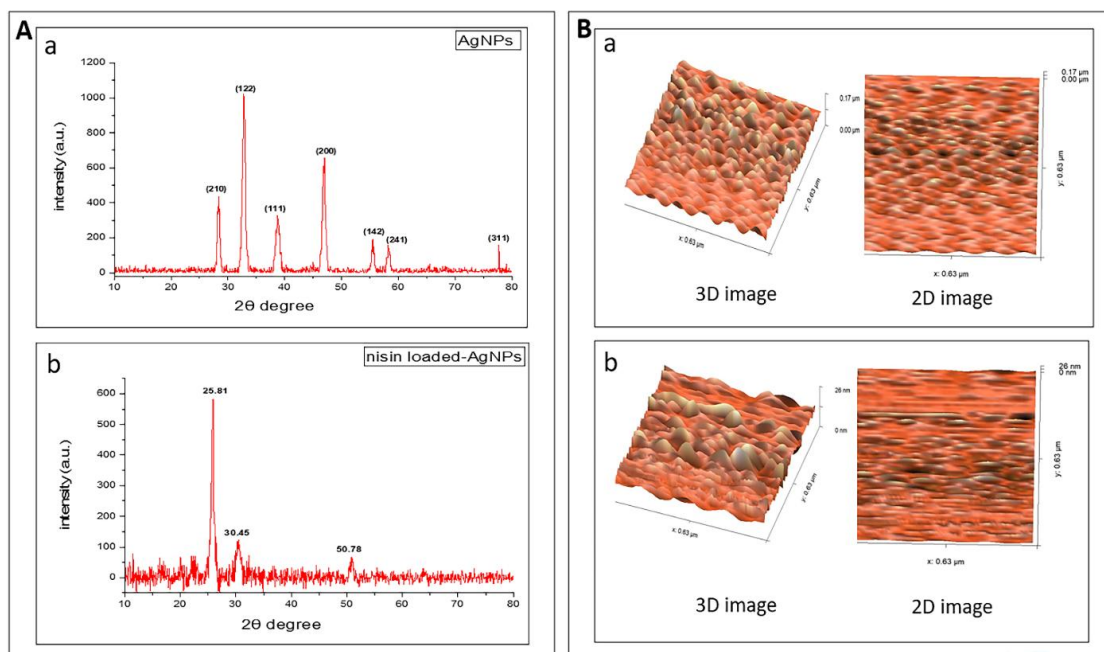 A
a
AgNPs
1200
1000
800
600
400
200
0
(210)
(122)
(111)
(200)
(142)
(241)
(311)
intensity (a.u.)
10 20 30 40 50 60 70 80
2θ degree
b
nisin loaded-AgNPs
600
500
400
300
200
100
0
25.81
30.45
50.78
intensity (a.u.)
10 20 30 40 50 60 70 80
2θ degree
B
a
0.17 µm
0.00 µm
y: 0.63 µm
x: 0.63 µm
3D image
0.17 µm
0.00 µm
y: 0.63 µm
x: 0.63 µm
2D image
b
26 nm
0 nm
y: 0.63 µm
x: 0.63 µm
3D image
26 nm
0 nm
y: 0.63 µm
x: 0.63 µm
2D image